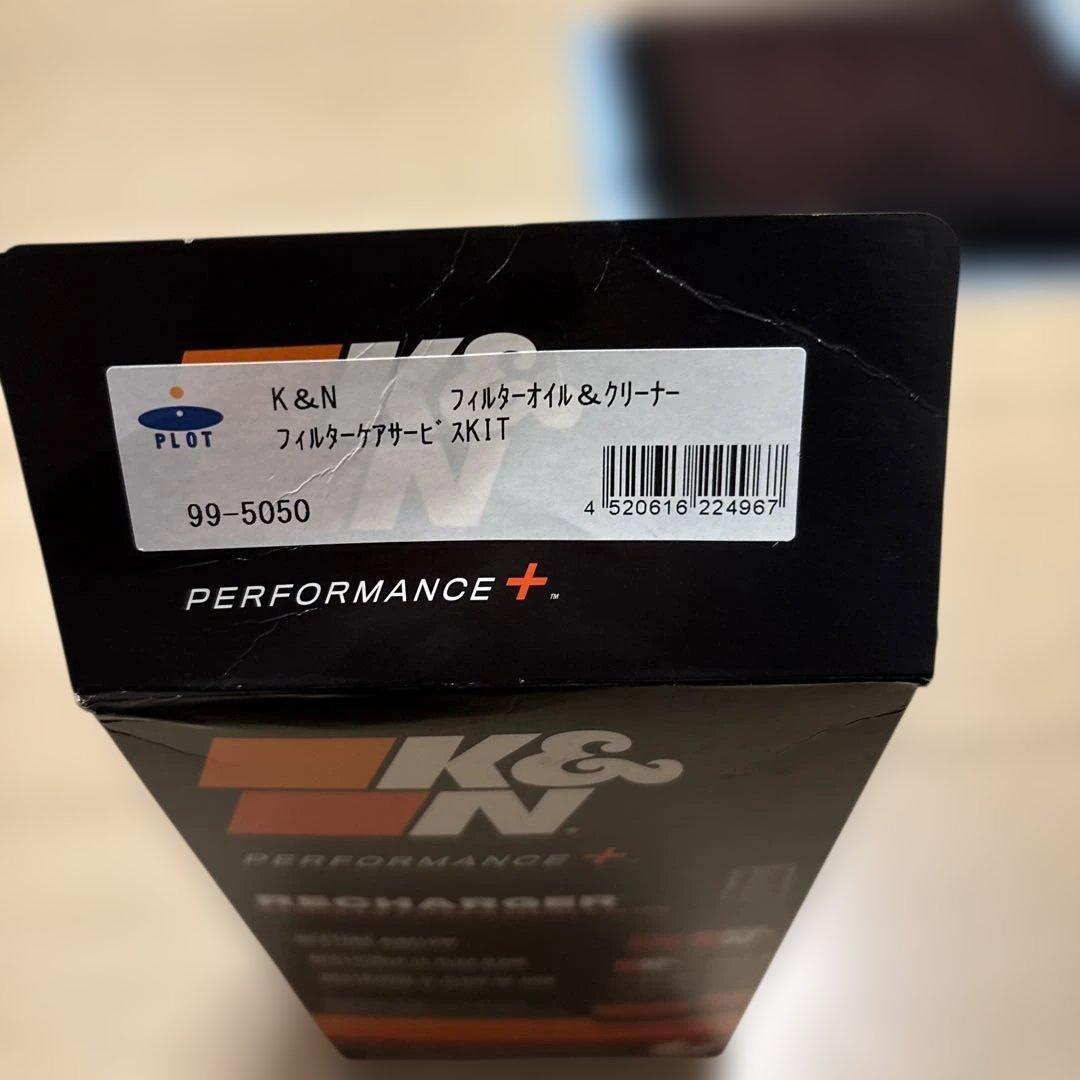 K&N フィルターオイル&クリーナー
フィルターケアサービスKIT
PLOT
99-5050
4 520616 224967
PERFORMANCE+™
K&N
PERFORMANCE+
RECHARGER